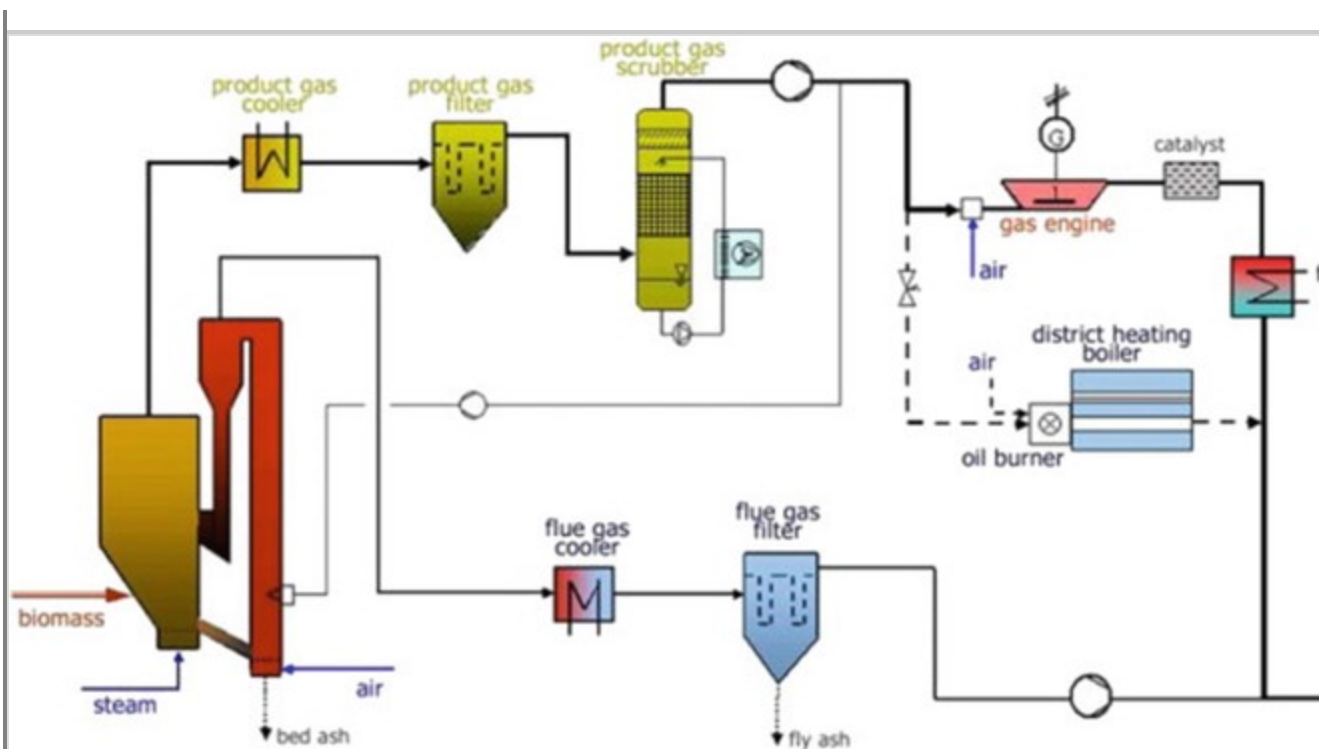 product gas
scrubber
product gas
cooler
product gas
filter
G
catalyst
gas engine
air
district heating
boiler
air
oil burner
flue gas
cooler
flue gas
filter
biomass
steam
air
bed ash
fly ash